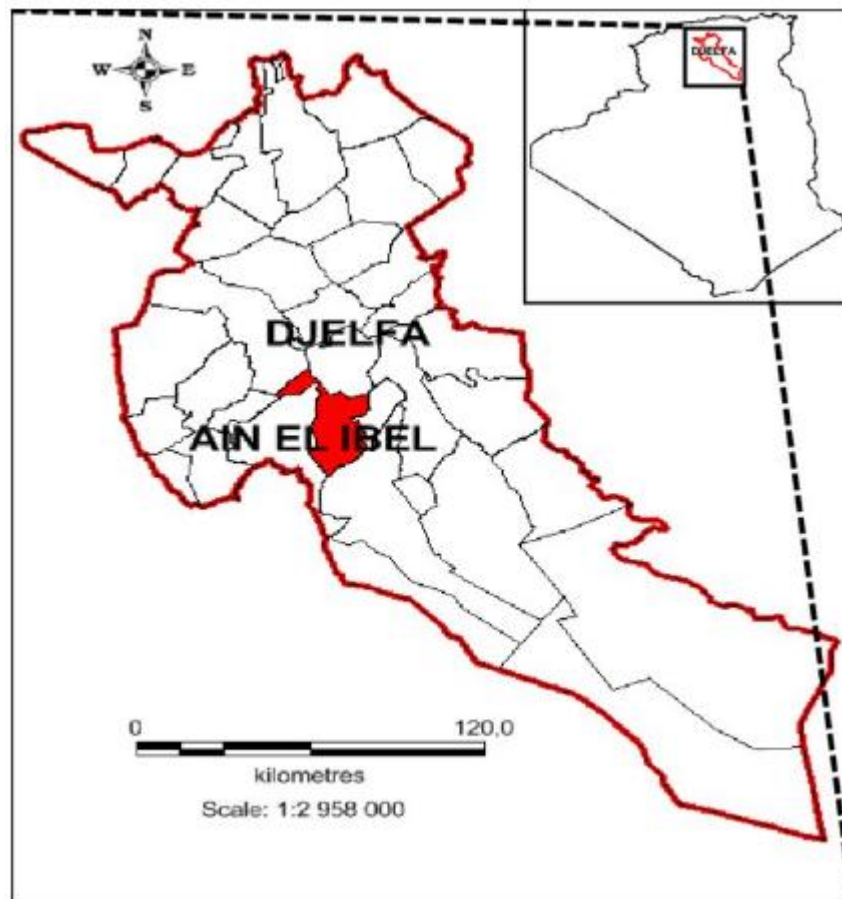 N
W E
S
DJELFA
DJELFA
AIN EL IBEL
0 120,0
kilometres
Scale: 1:2 958 000